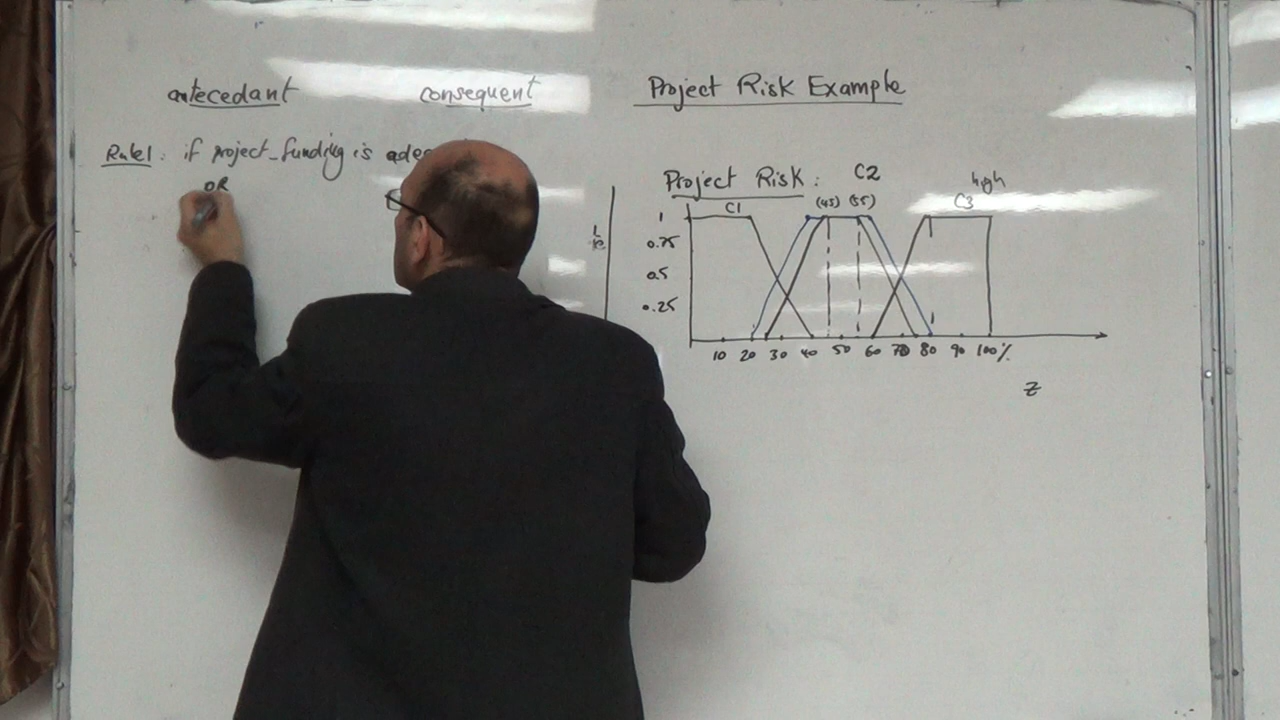 antecedant consequent
Project Risk Example
Rule1: if project_funding is ade
OR
Project Risk: C2
high
C1 (45) (55) C3
1
0.75
0.5
0.25
10 20 30 40 50 60 70 80 90 100%
Z